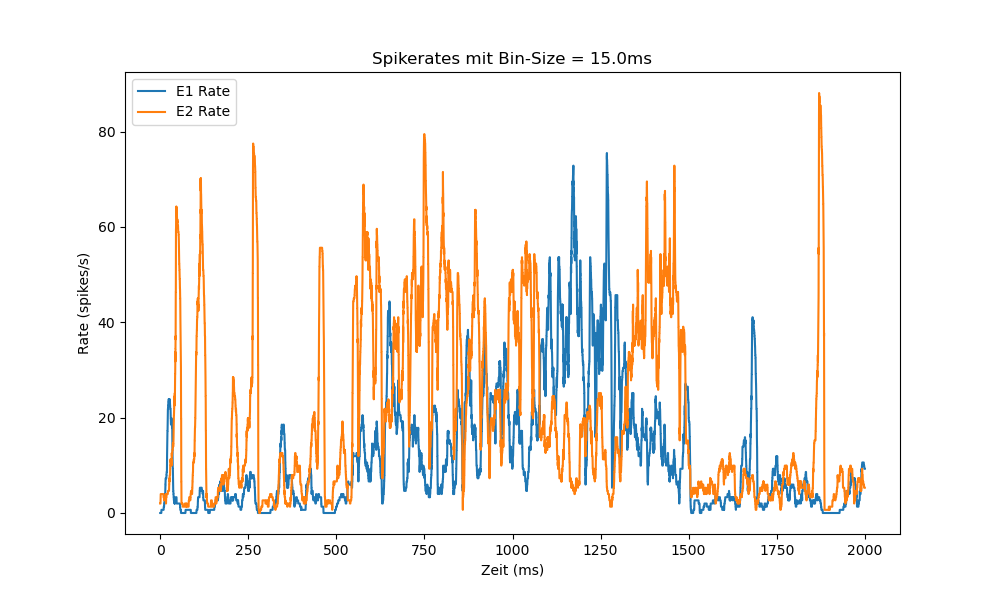 Spikerates mit Bin-Size = 15.0ms
E1 Rate
E2 Rate
Rate (spikes/s)
80
60
40
20
0
0 250 500 750 1000 1250 1500 1750 2000
Zeit (ms)